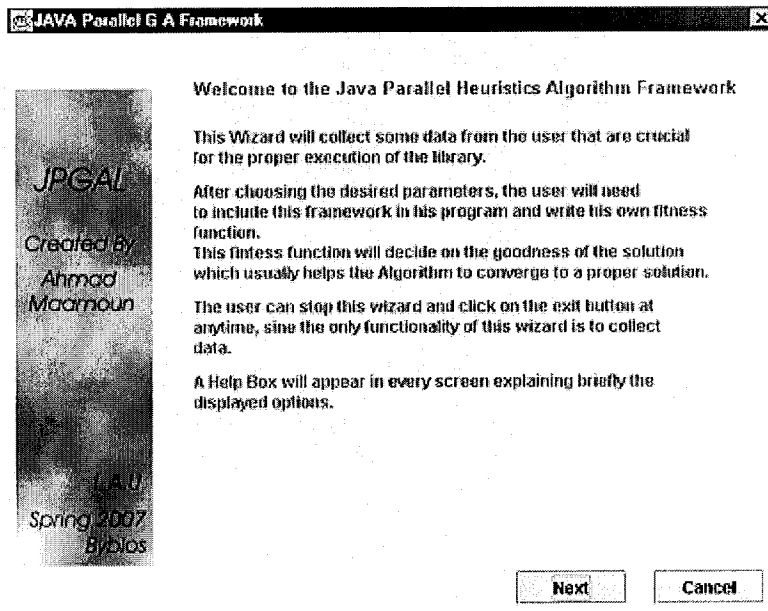 JAVA Parallel G A Framework
JPGAL
Created By
Ahmad
Maamoun
L.A.U
Spring 2007
Byblos
Welcome to the Java Parallel Heuristics Algorithm Framework
This Wizard will collect some data from the user that are crucial
for the proper execution of the library.
After choosing the desired parameters, the user will need
to include this framework in his program and write his own fitness
function.
This fintess function will decide on the goodness of the solution
which usually helps the Algorithm to converge to a proper solution.
The user can stop this wizard and click on the exit button at
anytime, sine the only functionality of this wizard is to collect
data.
A Help Box will appear in every screen explaining briefly the
displayed options.
Next
Cancel